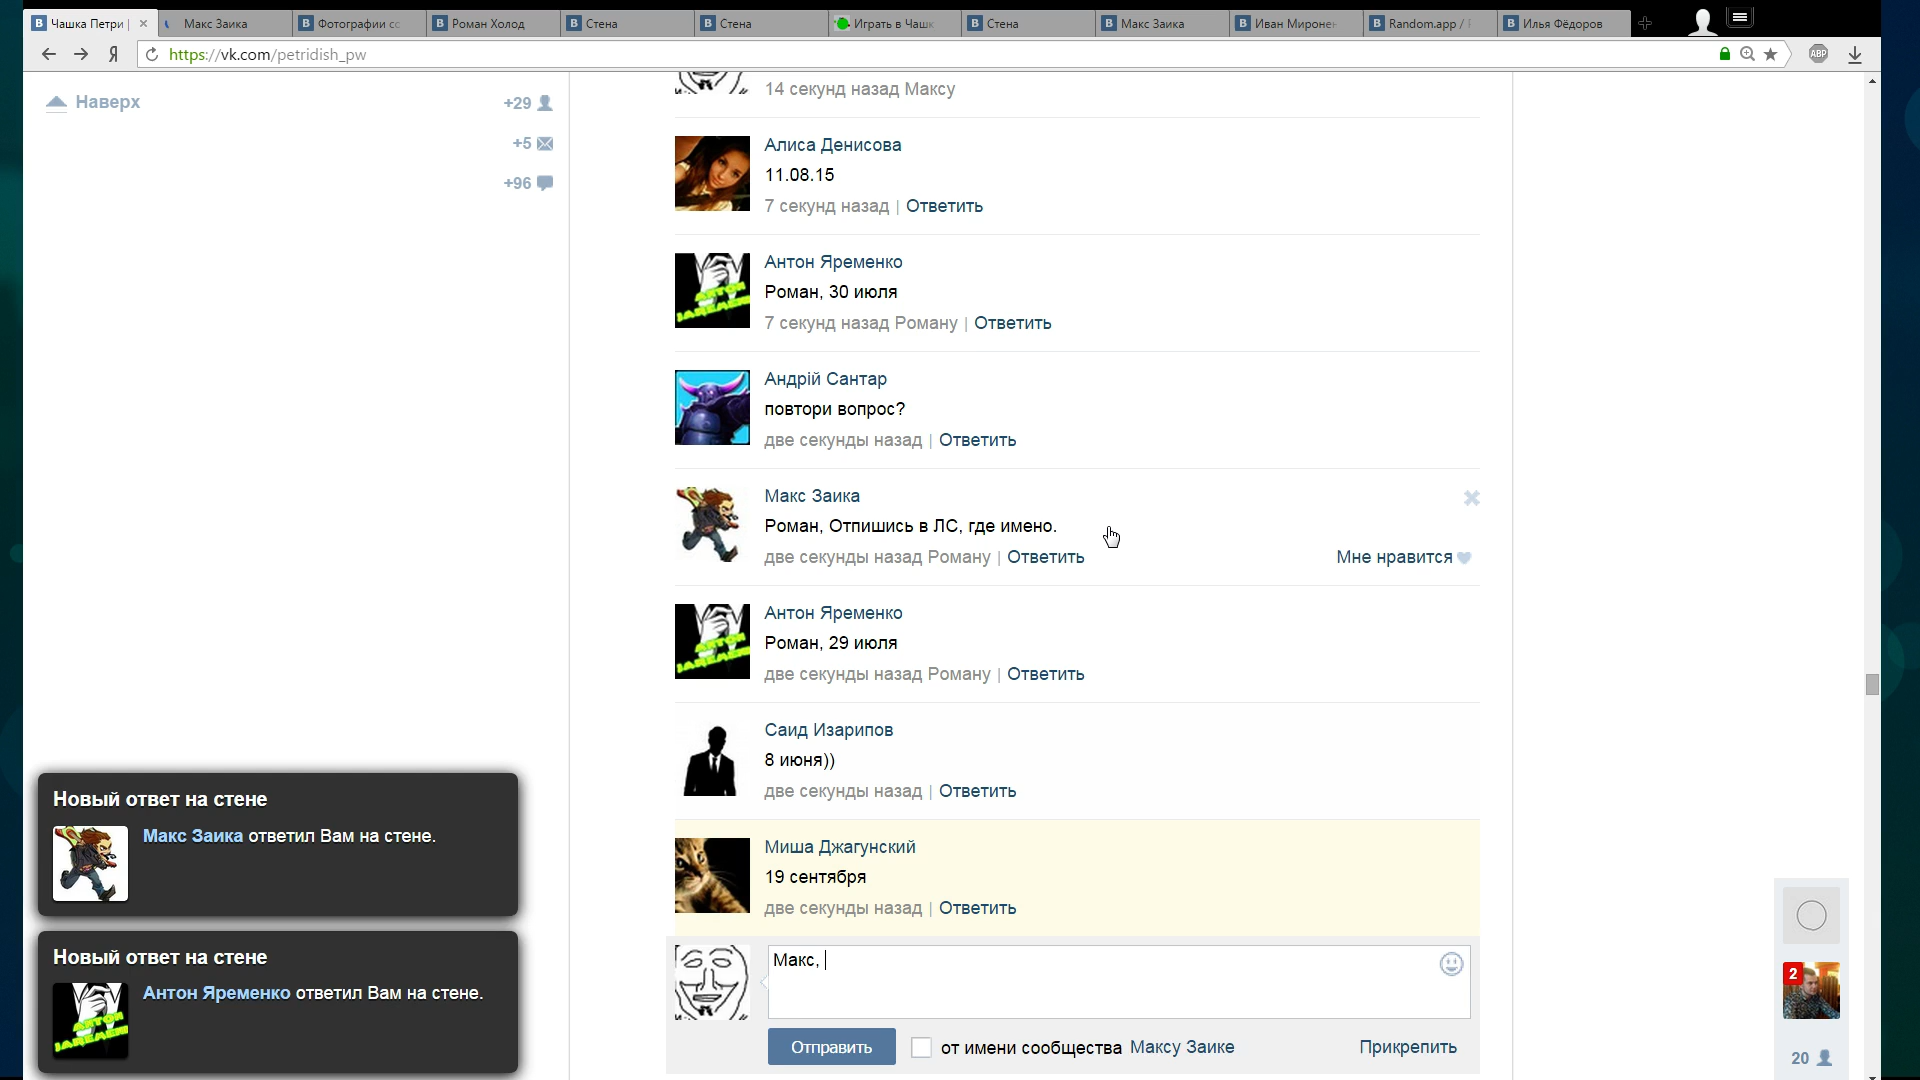 Чашка Петри |
Макс Заика
Фотографии со
Роман Холод
Стена
Стена
Играть в Чашк
Стена
Макс Заика
Иван Миронен
Random.app /
Илья Фёдоров
Я
https://vk.com/petridish_pw
ABP
Наверх
+29
+5
+96
14 секунд назад Максу
Алиса Денисова
11.08.15
7 секунд назад | Ответить
Антон Яременко
Роман, 30 июля
7 секунд назад Роману | Ответить
Андрій Сантар
повтори вопрос?
две секунды назад | Ответить
Макс Заика
Роман, Отпишись в ЛС, где имено.
две секунды назад Роману | Ответить
Мне нравится
Антон Яременко
Роман, 29 июля
две секунды назад Роману | Ответить
Саид Изарипов
8 июня))
две секунды назад | Ответить
Миша Джагунский
19 сентября
две секунды назад | Ответить
Макс,
Отправить
от имени сообщества
Максу Заике
Прикрепить
Новый ответ на стене
Макс Заика ответил Вам на стене.
Новый ответ на стене
Антон Яременко ответил Вам на стене.
ANTON
JAREMENKO
2
20